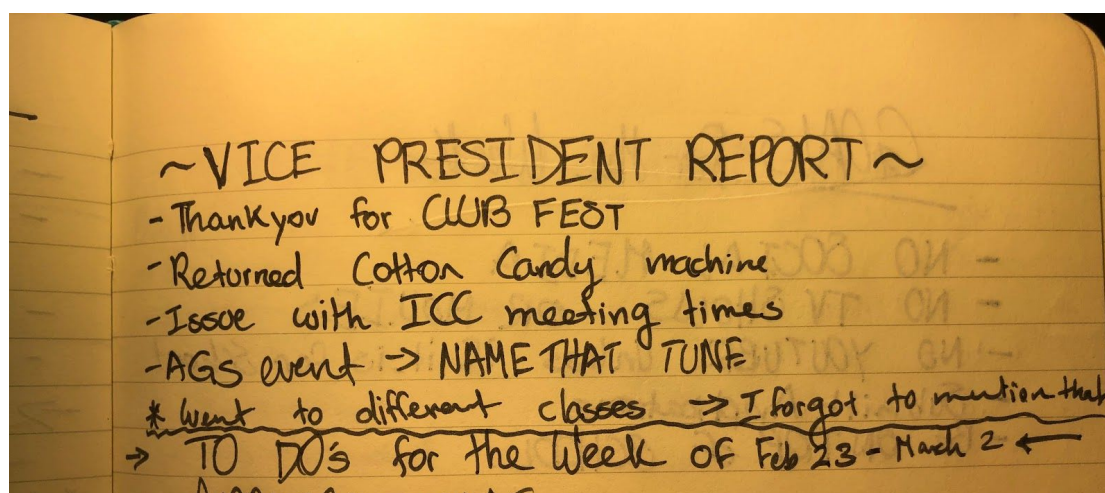 ~VICE PRESIDENT REPORT~
- Thankyou for CLUB FEST
- Returned Cotton Candy machine
- Issue with ICC meeting times
- AGS event → NAME THAT TUNE
* Went to different classes → I forgot to mention that
→ TO DO's for the Week OF Feb 23 - March 2 ←